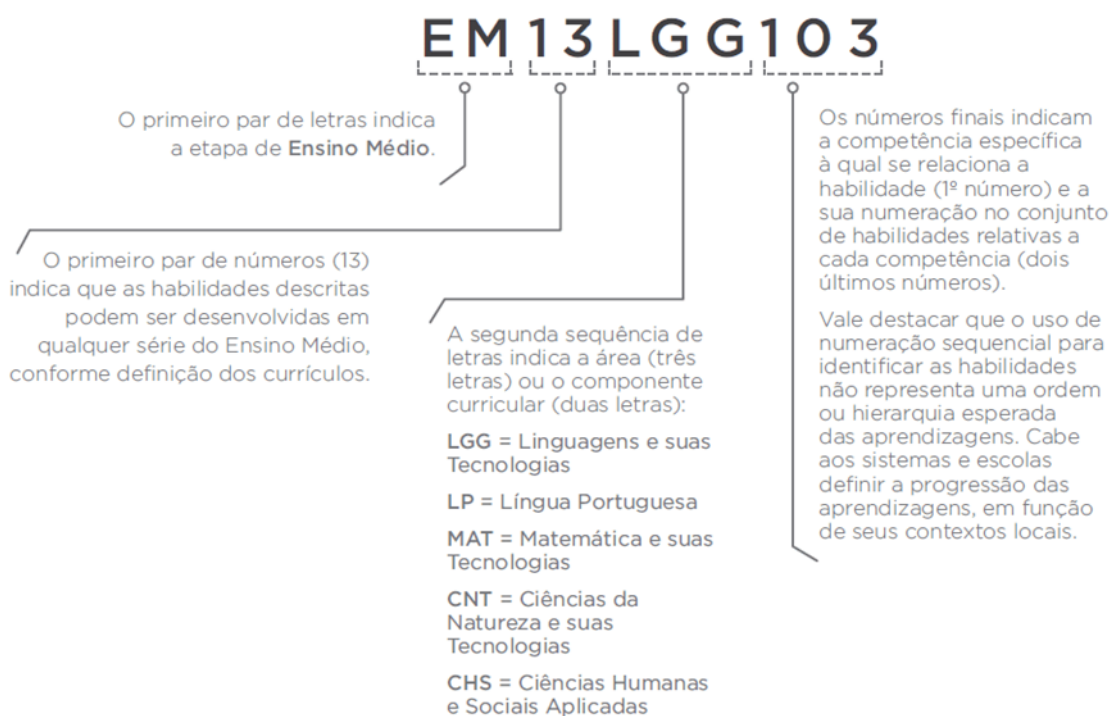 EM13LGG103
O primeiro par de letras indica
a etapa de Ensino Médio.
O primeiro par de números (13)
indica que as habilidades descritas
podem ser desenvolvidas em
qualquer série do Ensino Médio,
conforme definição dos currículos.
A segunda sequência de
letras indica a área (três
letras) ou o componente
curricular (duas letras):
LGG = Linguagens e suas
Tecnologias
LP = Língua Portuguesa
MAT = Matemática e suas
Tecnologias
CNT = Ciências da
Natureza e suas
Tecnologias
CHS = Ciências Humanas
e Sociais Aplicadas
Os números finais indicam
a competência específica
à qual se relaciona a
habilidade (1º número) e a
sua numeração no conjunto
de habilidades relativas a
cada competência (dois
últimos números).
Vale destacar que o uso de
numeração sequencial para
identificar as habilidades
não representa uma ordem
ou hierarquia esperada
das aprendizagens. Cabe
aos sistemas e escolas
definir a progressão das
aprendizagens, em função
de seus contextos locais.